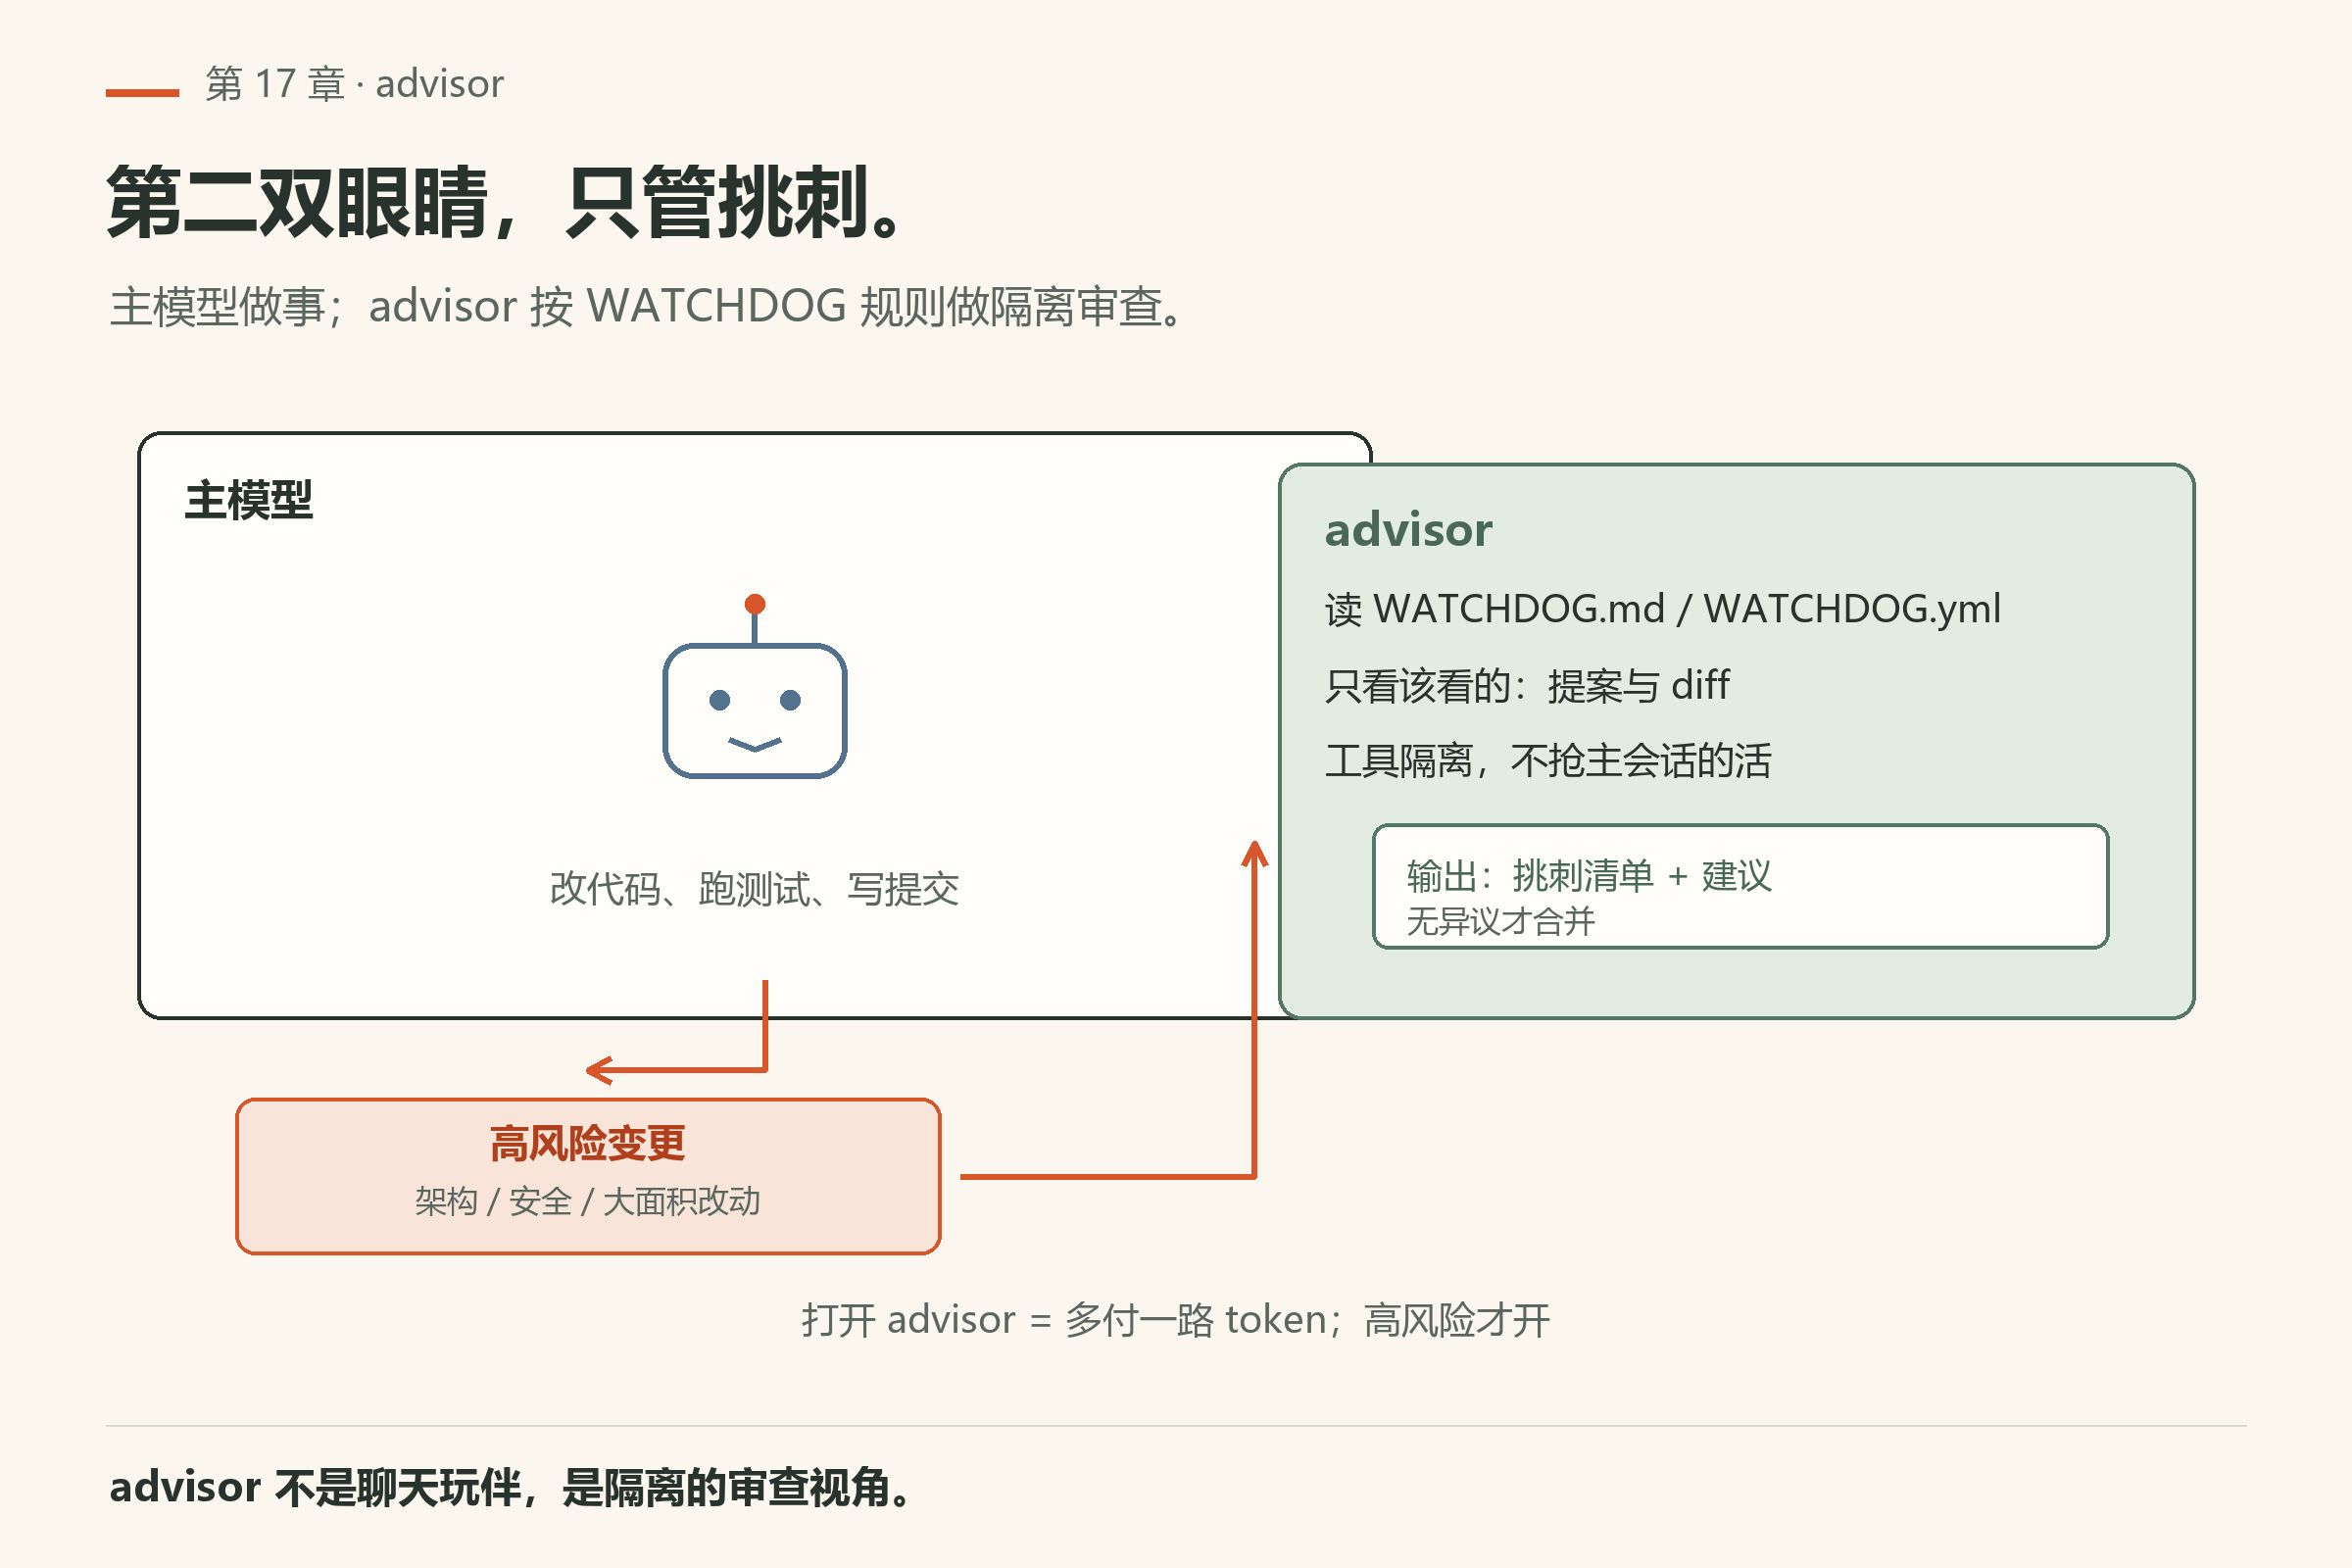 第 17 章 · advisor
第二双眼睛，只管挑刺。
主模型做事；advisor 按 WATCHDOG 规则做隔离审查。
主模型
改代码、跑测试、写提交
advisor
读 WATCHDOG.md / WATCHDOG.yml
只看该看的：提案与 diff
工具隔离，不抢主会话的活
输出：挑刺清单 + 建议
无异议才合并
高风险变更
架构 / 安全 / 大面积改动
打开 advisor = 多付一路 token；高风险才开
advisor 不是聊天玩伴，是隔离的审查视角。